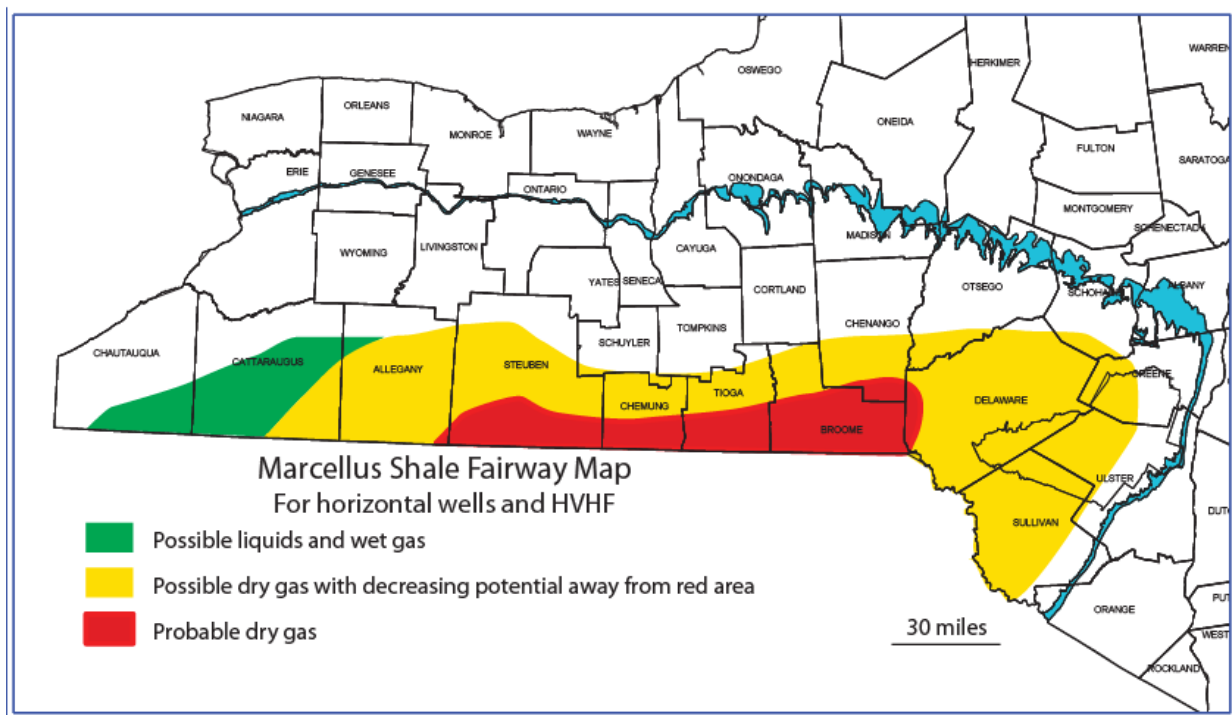 WARREN
OSWEGO
HERKIMER
ORLEANS
NIAGARA
MONROE
WAYNE
ONEIDA
FULTON
SARATOGA
ERIE
GENESEE
ONTARIO
ONONDAGA
MONTGOMERY
SCHENECTADY
WYOMING
LIVINGSTON
CAYUGA
MADISON
YATES
SENECA
CORTLAND
OTSEGO
SCHOHARIE
ALBANY
CHAUTAUQUA
CATTARAUGUS
ALLEGANY
STEUBEN
SCHUYLER
TOMPKINS
CHENANGO
GREENE
CHEMUNG
TIOGA
BROOME
DELAWARE
ULSTER
SULLIVAN
DUTC
ORANGE
PUT
WEST
ROCKLAND
Marcellus Shale Fairway Map
For horizontal wells and HVHF
Possible liquids and wet gas
Possible dry gas with decreasing potential away from red area
Probable dry gas
30 miles